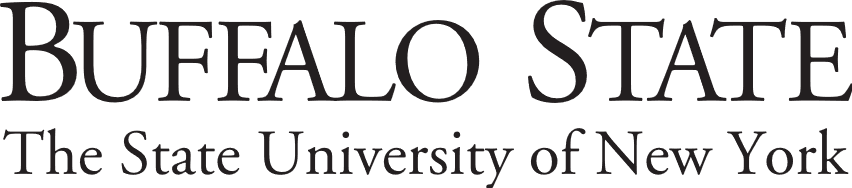 BUFFALO STATE
The State University of New York